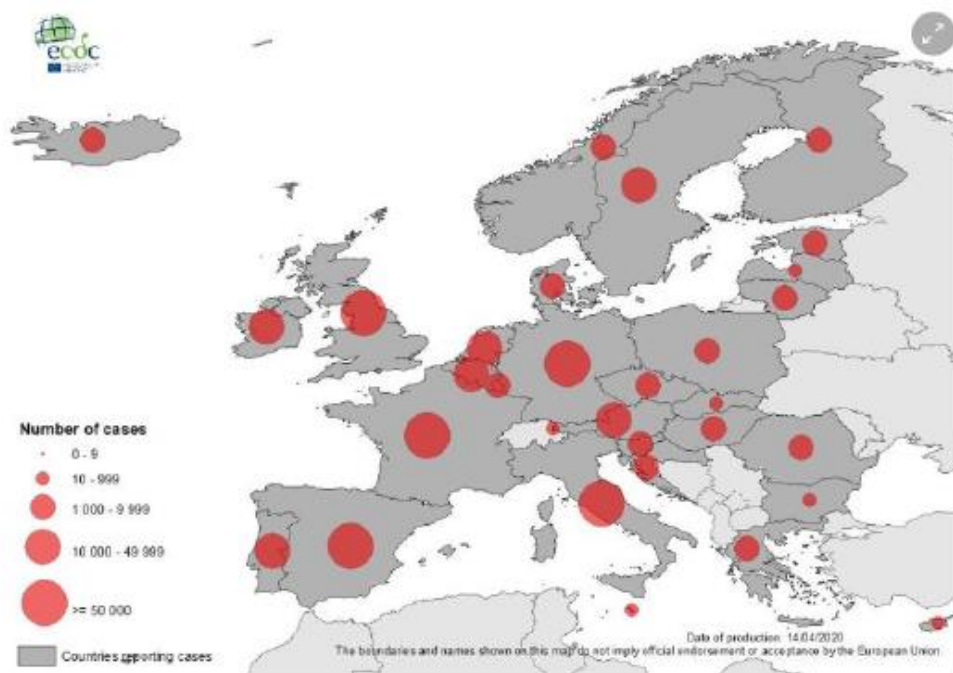 ecdc
Number of cases
0 - 9
10 - 999
1 000 - 9 999
10 000 - 49 999
>= 50 000
Countries reporting cases
Date of production: 14/04/2020
The boundaries and names shown on this map do not imply official endorsement or acceptance by the European Union.